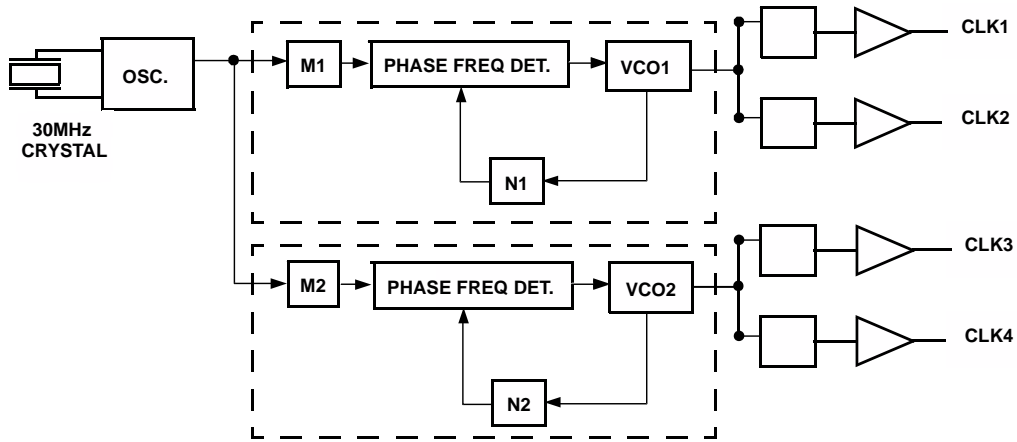 OSC.
30MHz
CRYSTAL
M1
PHASE FREQ DET.
VCO1
N1
CLK1
CLK2
M2
PHASE FREQ DET.
VCO2
N2
CLK3
CLK4